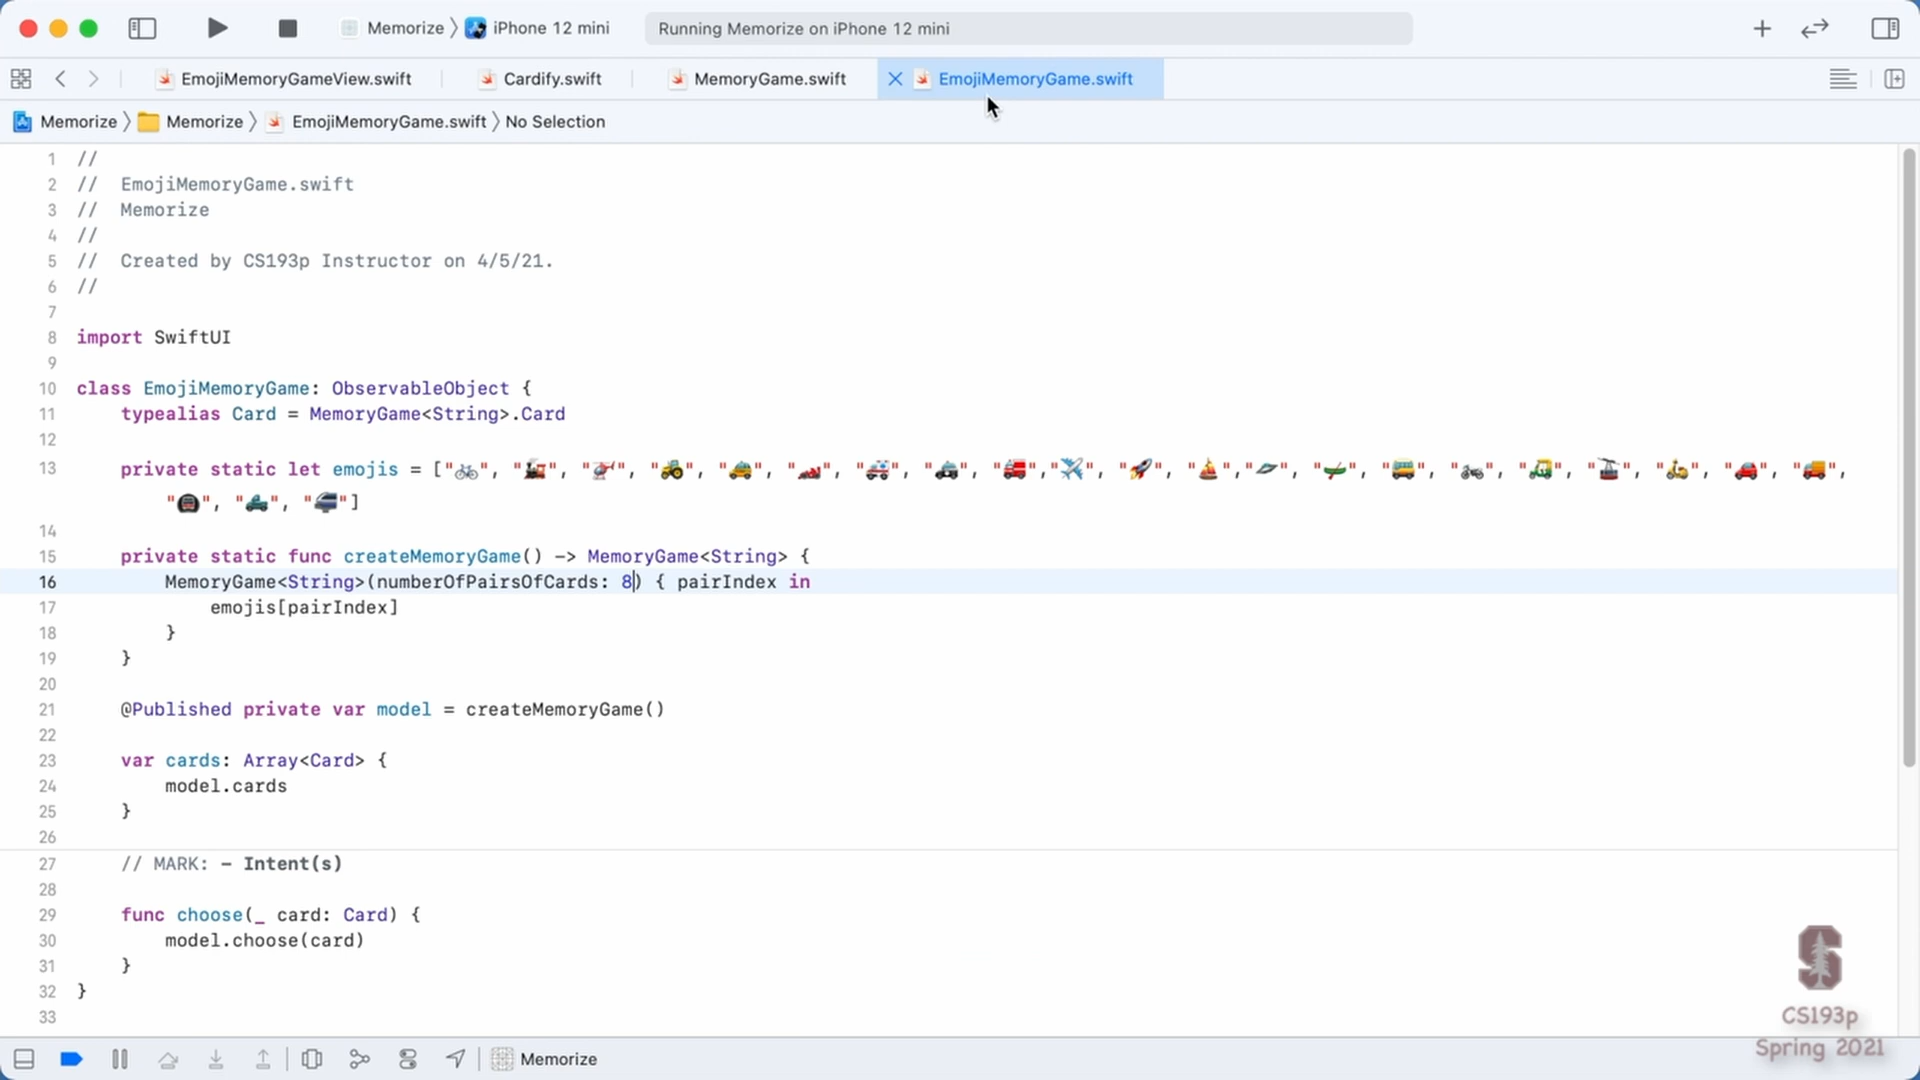 Memorize 〉 iPhone 12 mini
Running Memorize on iPhone 12 mini
EmojiMemoryGameView.swift
Cardify.swift
MemoryGame.swift
EmojiMemoryGame.swift
Memorize 〉 Memorize 〉 EmojiMemoryGame.swift 〉 No Selection
1 //
2 //  EmojiMemoryGame.swift
3 //  Memorize
4 //
5 //  Created by CS193p Instructor on 4/5/21.
6 //
7
8 import SwiftUI
9
10 class EmojiMemoryGame: ObservableObject {
11     typealias Card = MemoryGame<String>.Card
12
13     private static let emojis = ["🚲", "🚂", "🚁", "🚜", "🚕", "🏎", "🚑", "🚓", "🚒","✈️", "🚀", "⛵️","🛸", "🛶", "🚌", "🏍", "🛺", "🚠", "🛵", "🚗", "🚚",
"🚇", "🛻", "🚝"]
14
15     private static func createMemoryGame() -> MemoryGame<String> {
16         MemoryGame<String>(numberOfPairsOfCards: 8) { pairIndex in
17             emojis[pairIndex]
18         }
19     }
20
21     @Published private var model = createMemoryGame()
22
23     var cards: Array<Card> {
24         model.cards
25     }
26
27     // MARK: - Intent(s)
28
29     func choose(_ card: Card) {
30         model.choose(card)
31     }
32 }
33
CS193p
Spring 2021
Memorize